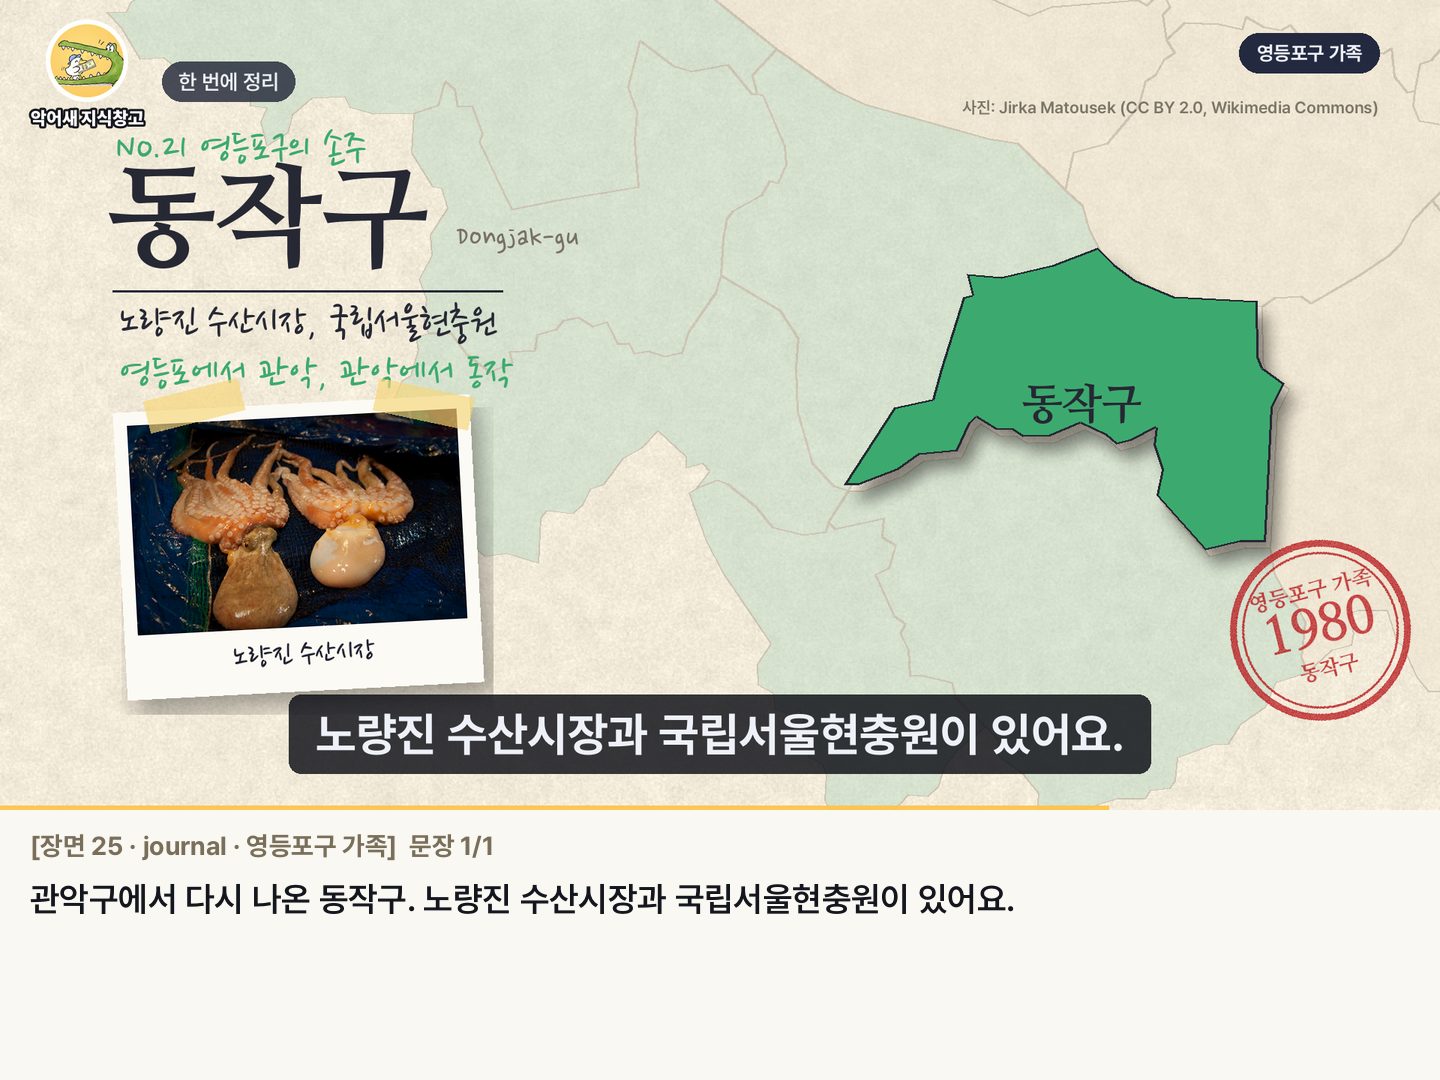 악어새 지식창고
한 번에 정리
영등포구 가족
사진: Jirka Matousek (CC BY 2.0, Wikimedia Commons)
NO.21 영등포구의 손주
동작구
Dongjak-gu
노량진 수산시장, 국립서울현충원
영등포에서 관악, 관악에서 동작
노량진 수산시장
동작구
영등포구 가족
1980
동작구
노량진 수산시장과 국립서울현충원이 있어요.
[장면 25 · journal · 영등포구 가족] 문장 1/1
관악구에서 다시 나온 동작구. 노량진 수산시장과 국립서울현충원이 있어요.